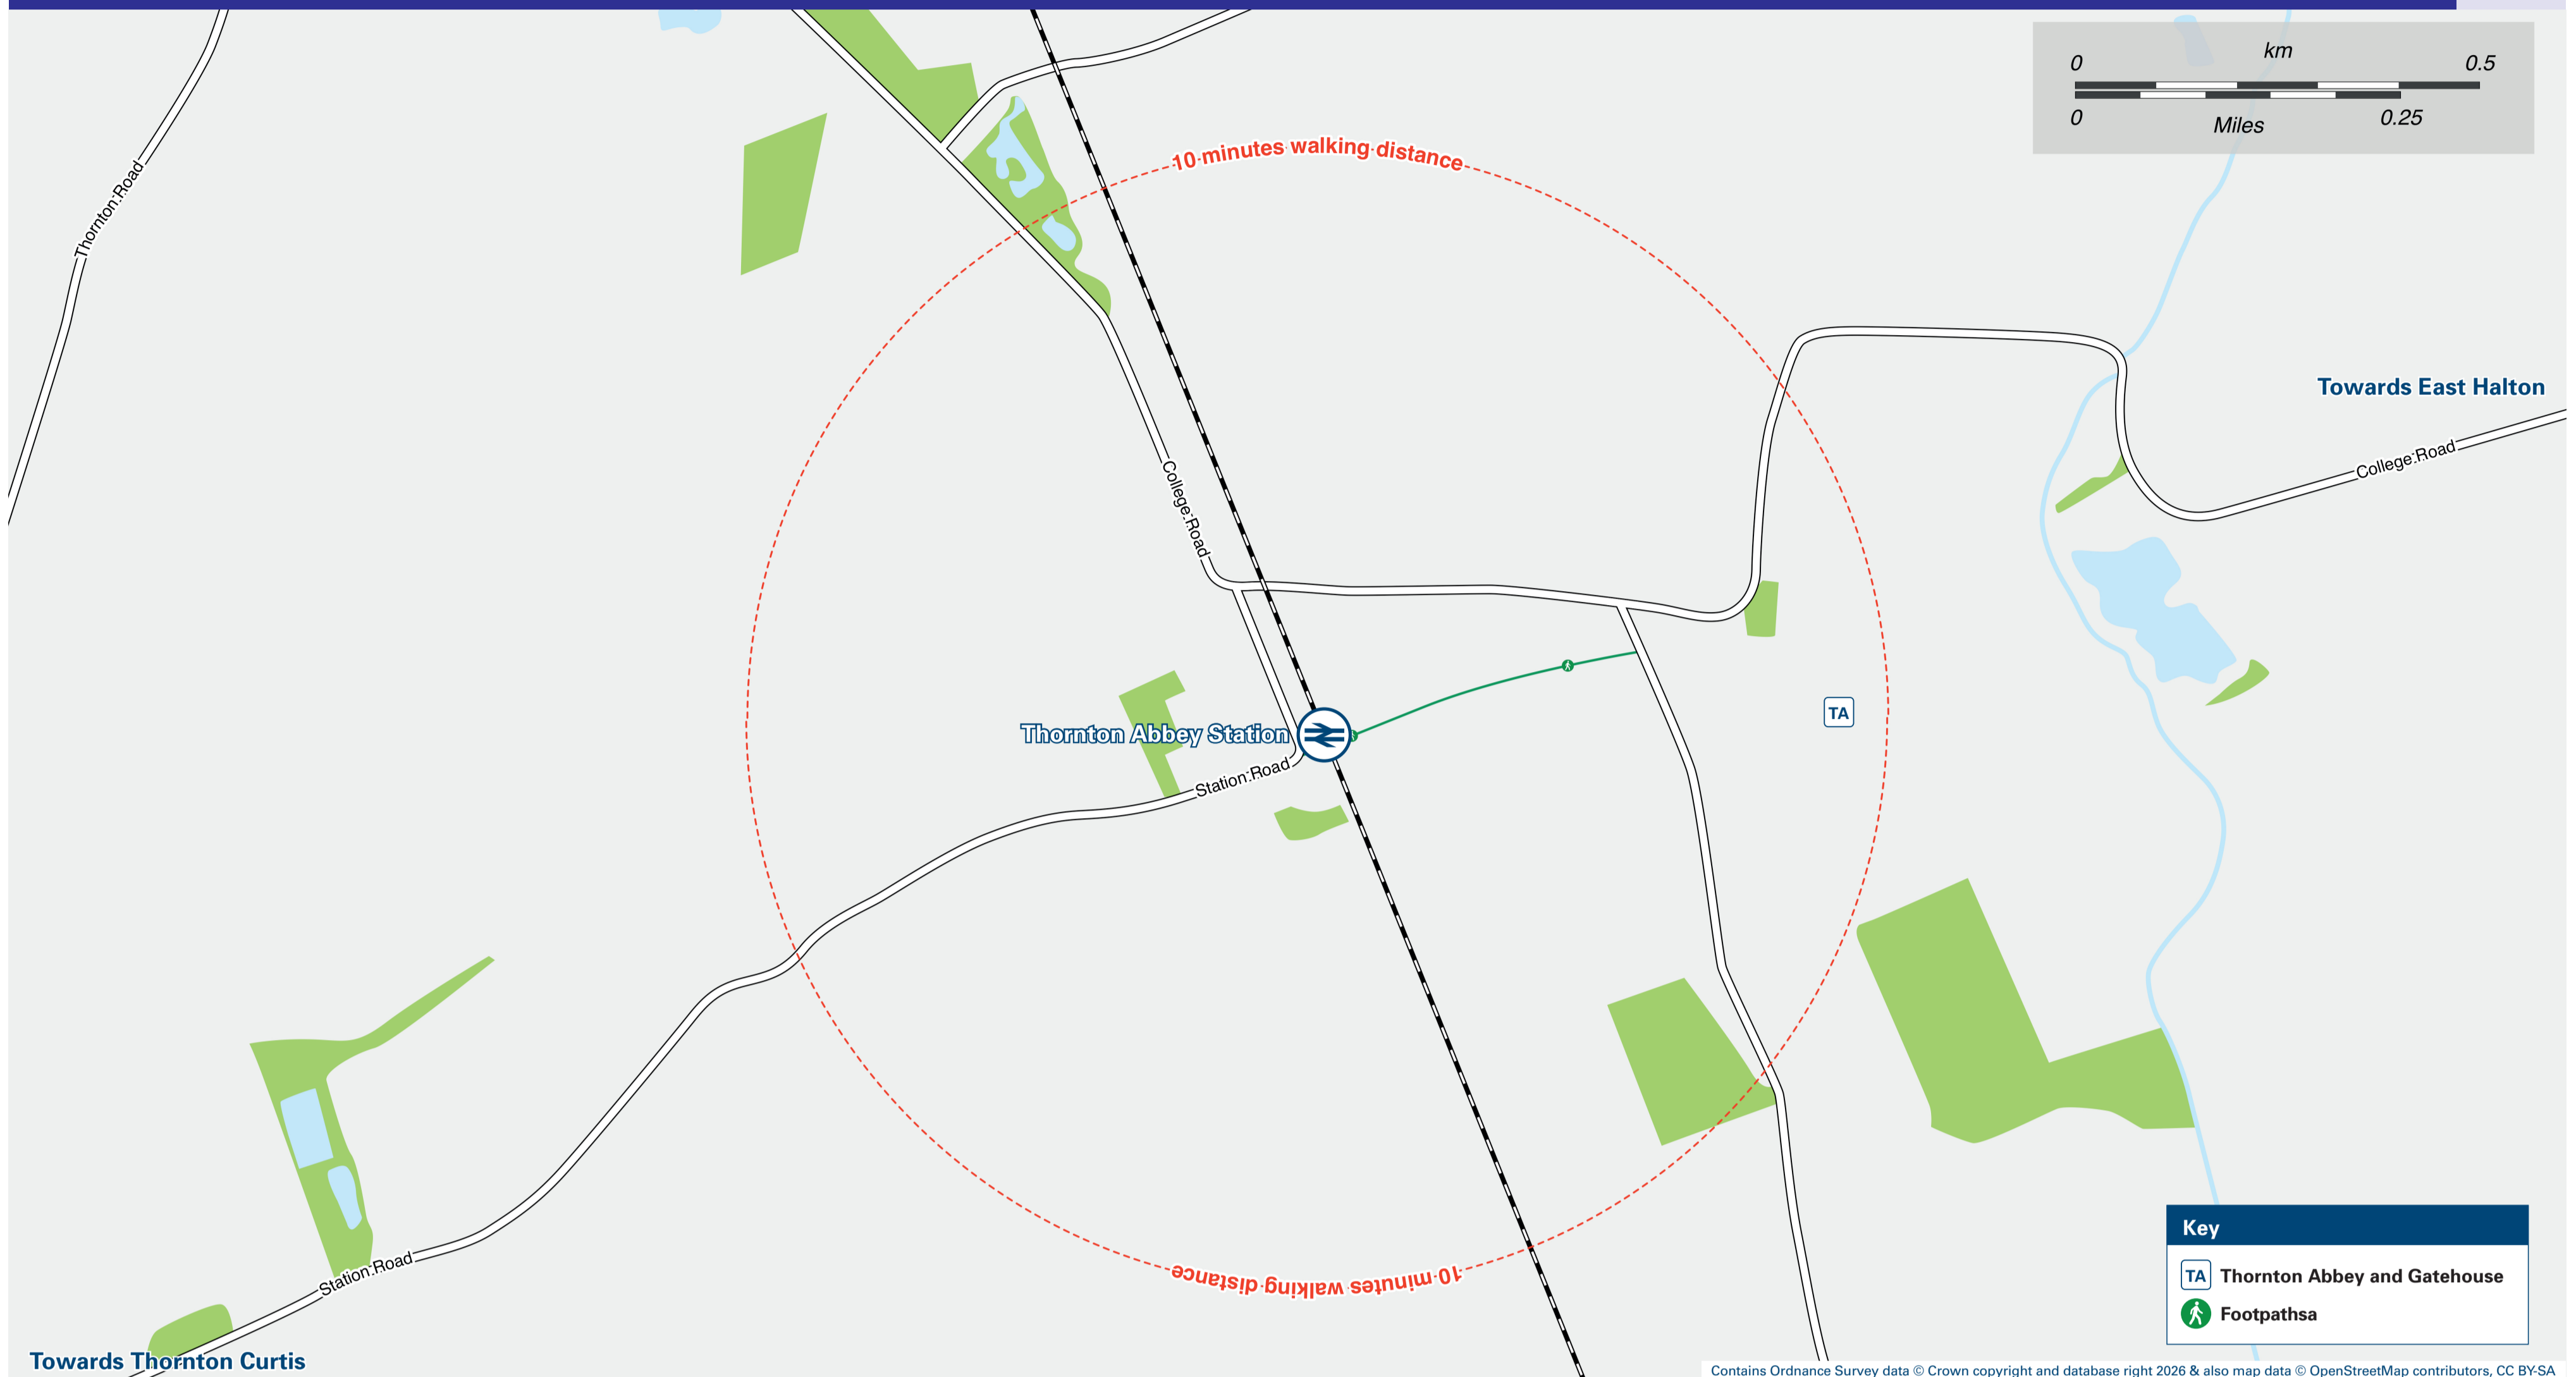 km
0 0.5
0 Miles 0.25
10 minutes walking distance
Thornton Road
Towards East Halton
College Road
College Road
TA
Thornton Abbey Station
Station Road
Station Road
10 minutes walking distance
Towards Thornton Curtis
Key
TA Thornton Abbey and Gatehouse
Footpathsa
Contains Ordnance Survey data © Crown copyright and database right 2026 & also map data © OpenStreetMap contributors, CC BY-SA